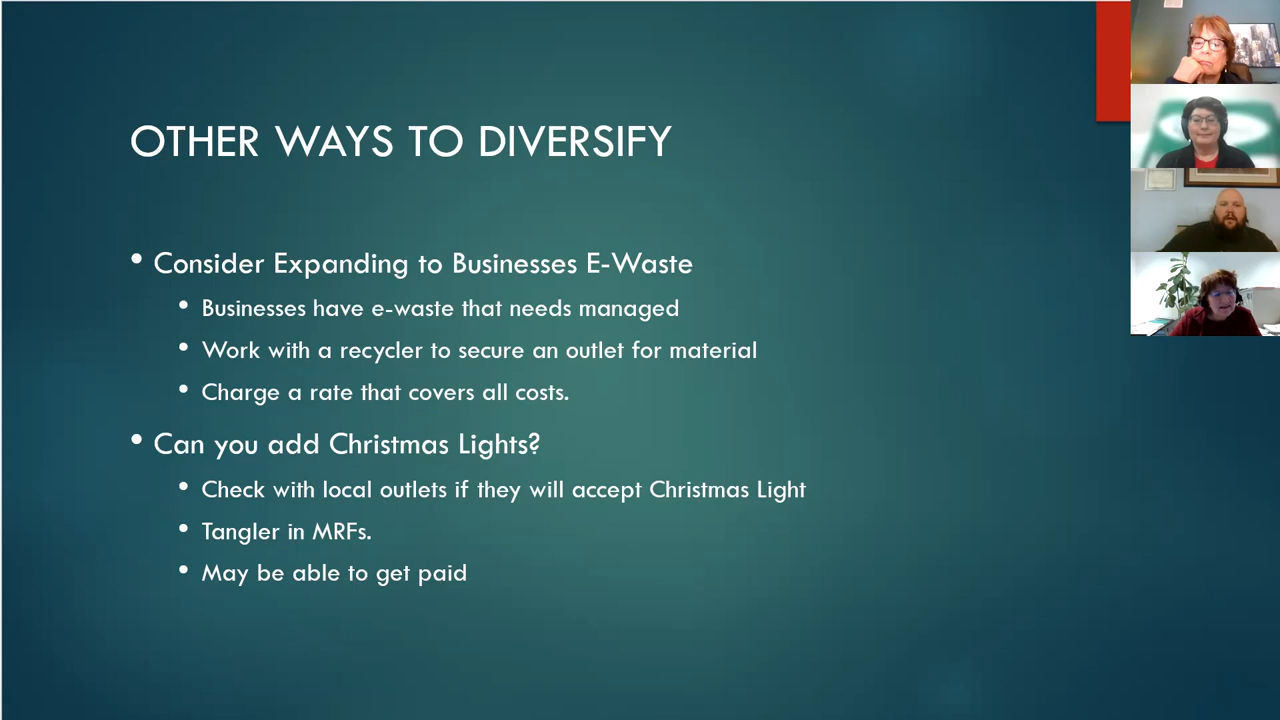 OTHER WAYS TO DIVERSIFY
• Consider Expanding to Businesses E-Waste
• Businesses have e-waste that needs managed
• Work with a recycler to secure an outlet for material
• Charge a rate that covers all costs.
• Can you add Christmas Lights?
• Check with local outlets if they will accept Christmas Light
• Tangler in MRFs.
• May be able to get paid